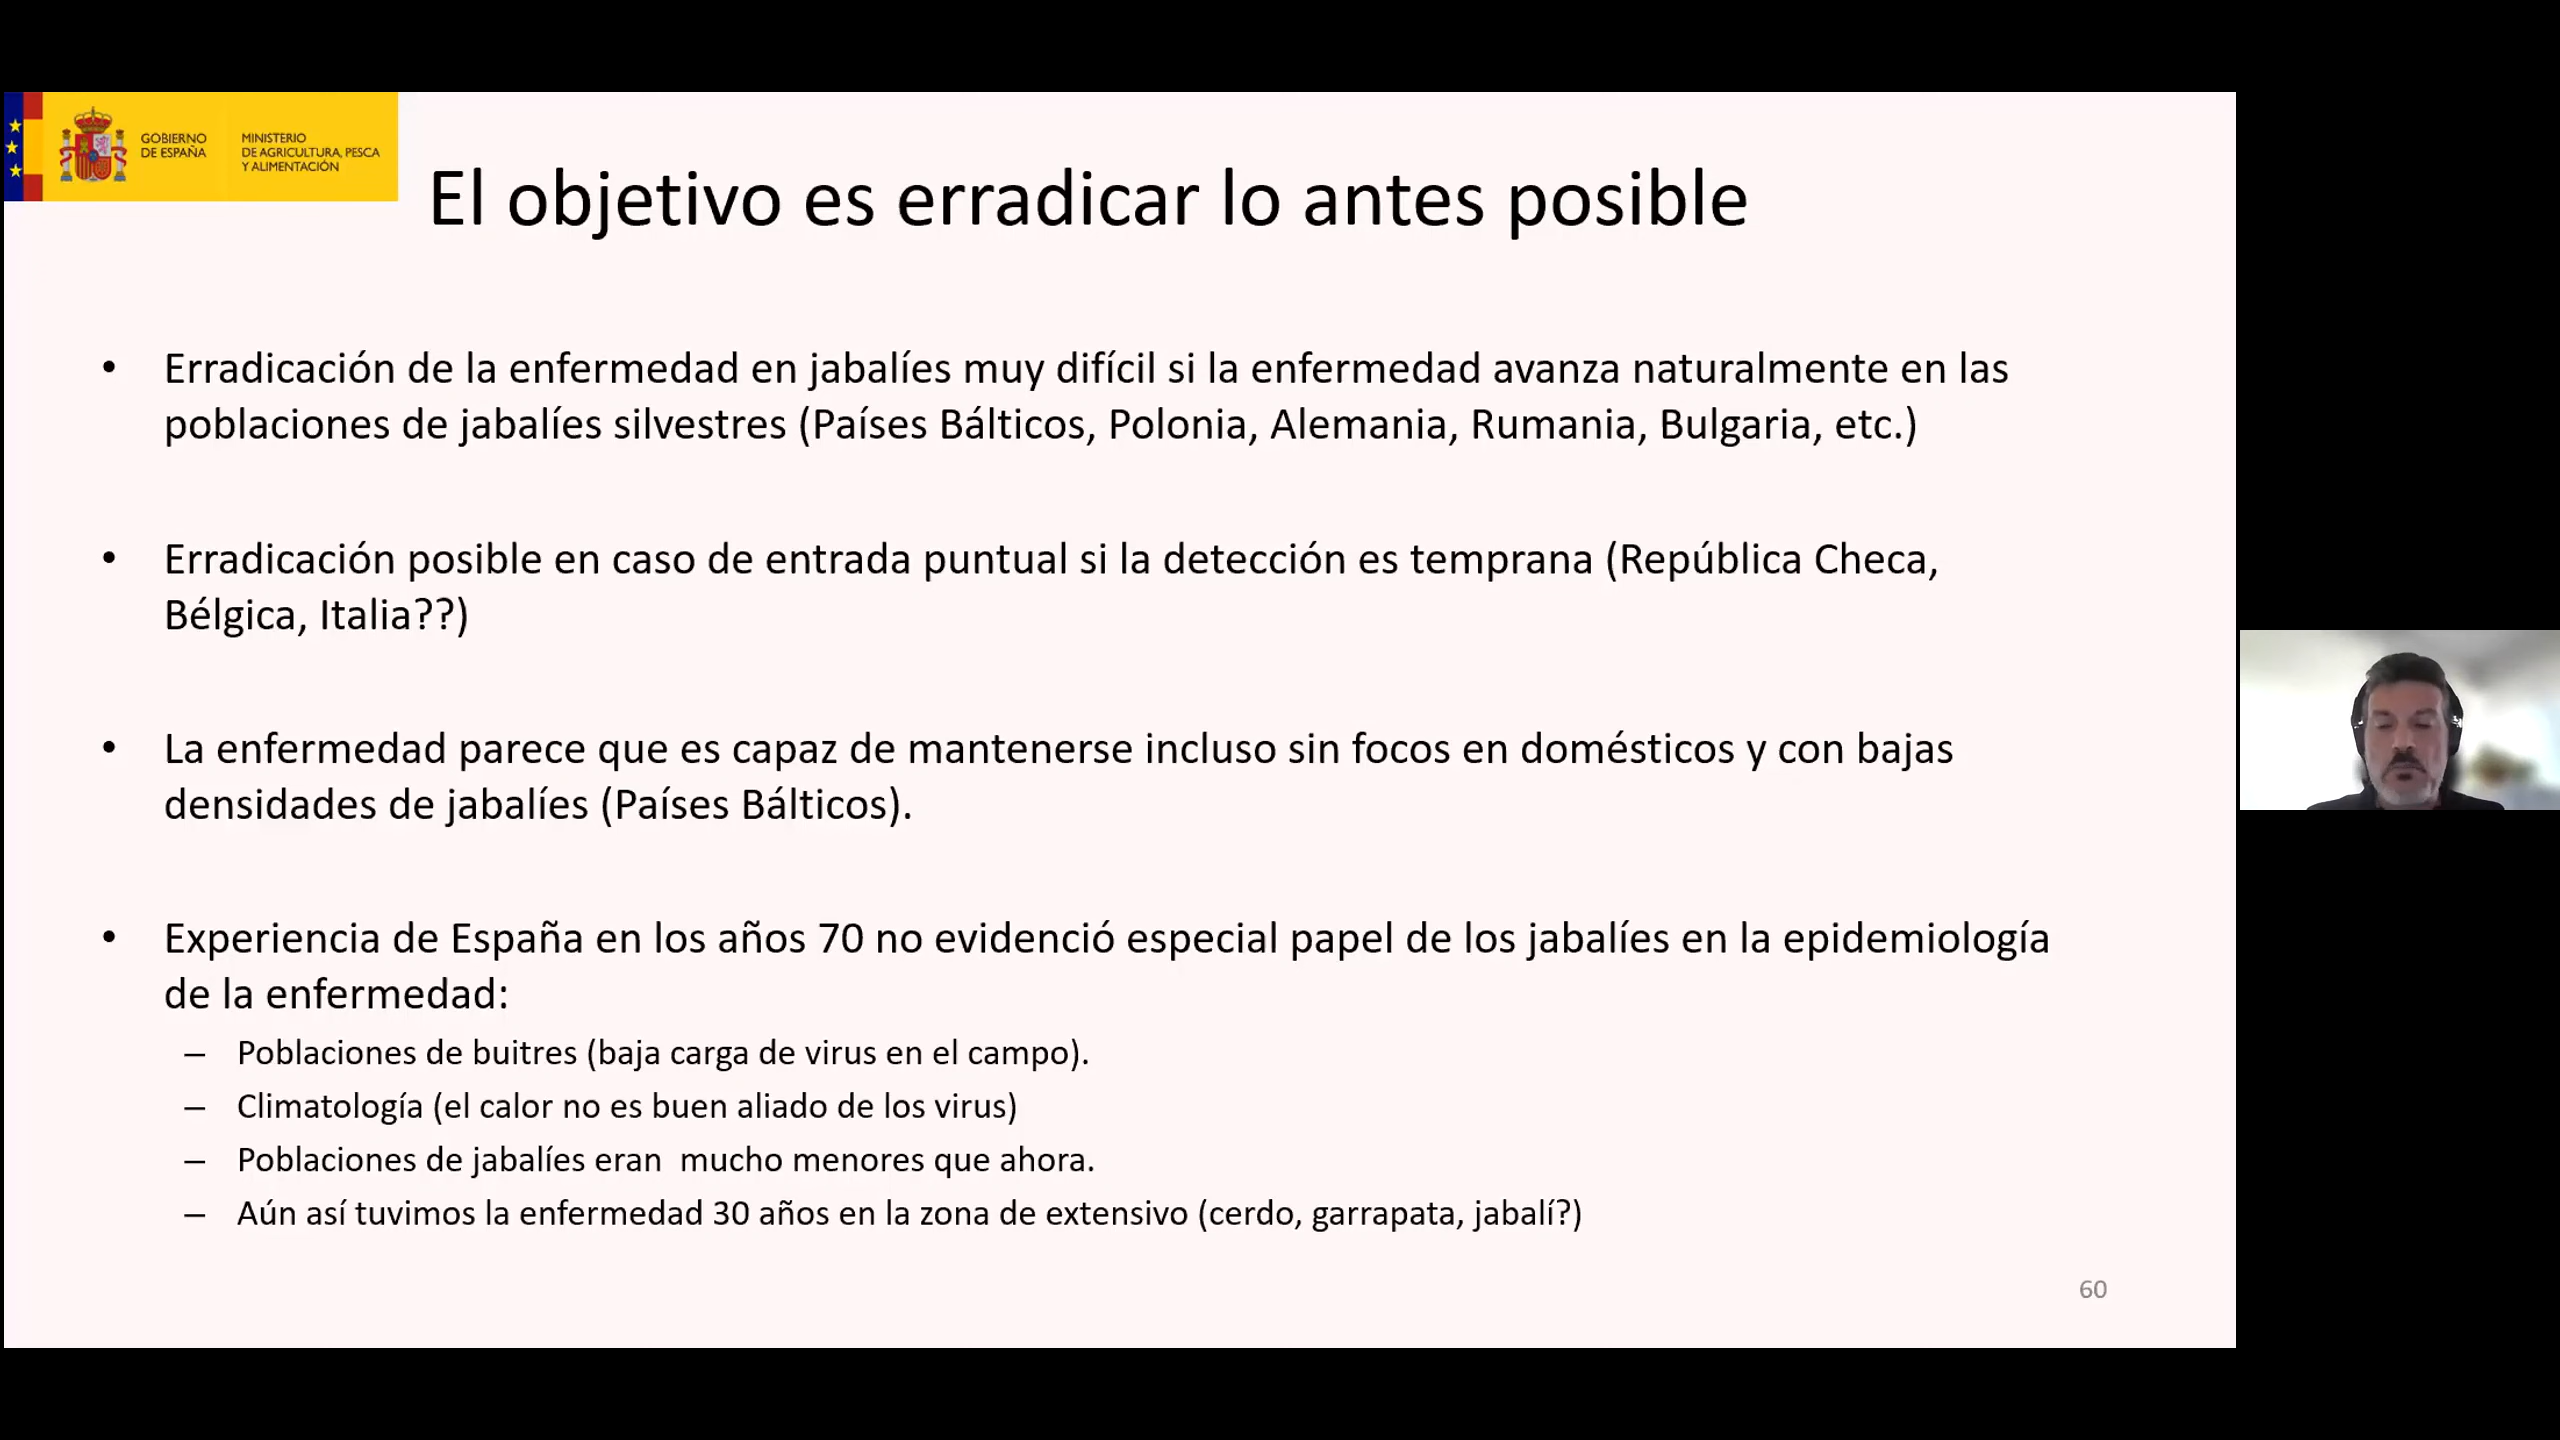 GOBIERNO
DE ESPAÑA
MINISTERIO
DE AGRICULTURA, PESCA
Y ALIMENTACIÓN
El objetivo es erradicar lo antes posible
• Erradicación de la enfermedad en jabalíes muy difícil si la enfermedad avanza naturalmente en las
poblaciones de jabalíes silvestres (Países Bálticos, Polonia, Alemania, Rumania, Bulgaria, etc.)
• Erradicación posible en caso de entrada puntual si la detección es temprana (República Checa,
Bélgica, Italia??)
• La enfermedad parece que es capaz de mantenerse incluso sin focos en domésticos y con bajas
densidades de jabalíes (Países Bálticos).
• Experiencia de España en los años 70 no evidenció especial papel de los jabalíes en la epidemiología
de la enfermedad:
– Poblaciones de buitres (baja carga de virus en el campo).
– Climatología (el calor no es buen aliado de los virus)
– Poblaciones de jabalíes eran  mucho menores que ahora.
– Aún así tuvimos la enfermedad 30 años en la zona de extensivo (cerdo, garrapata, jabalí?)
60